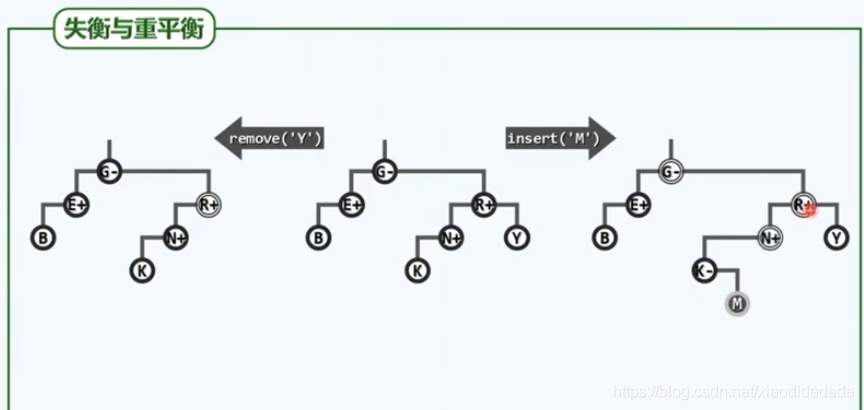 失衡与重平衡
remove('Y') insert('M')
G- G- G-
E+ R+ E+ R+ E+ R+
B N+ B N+ Y B N+ Y
K K K-
M
https://blog.csdn.net/xiaodidadada